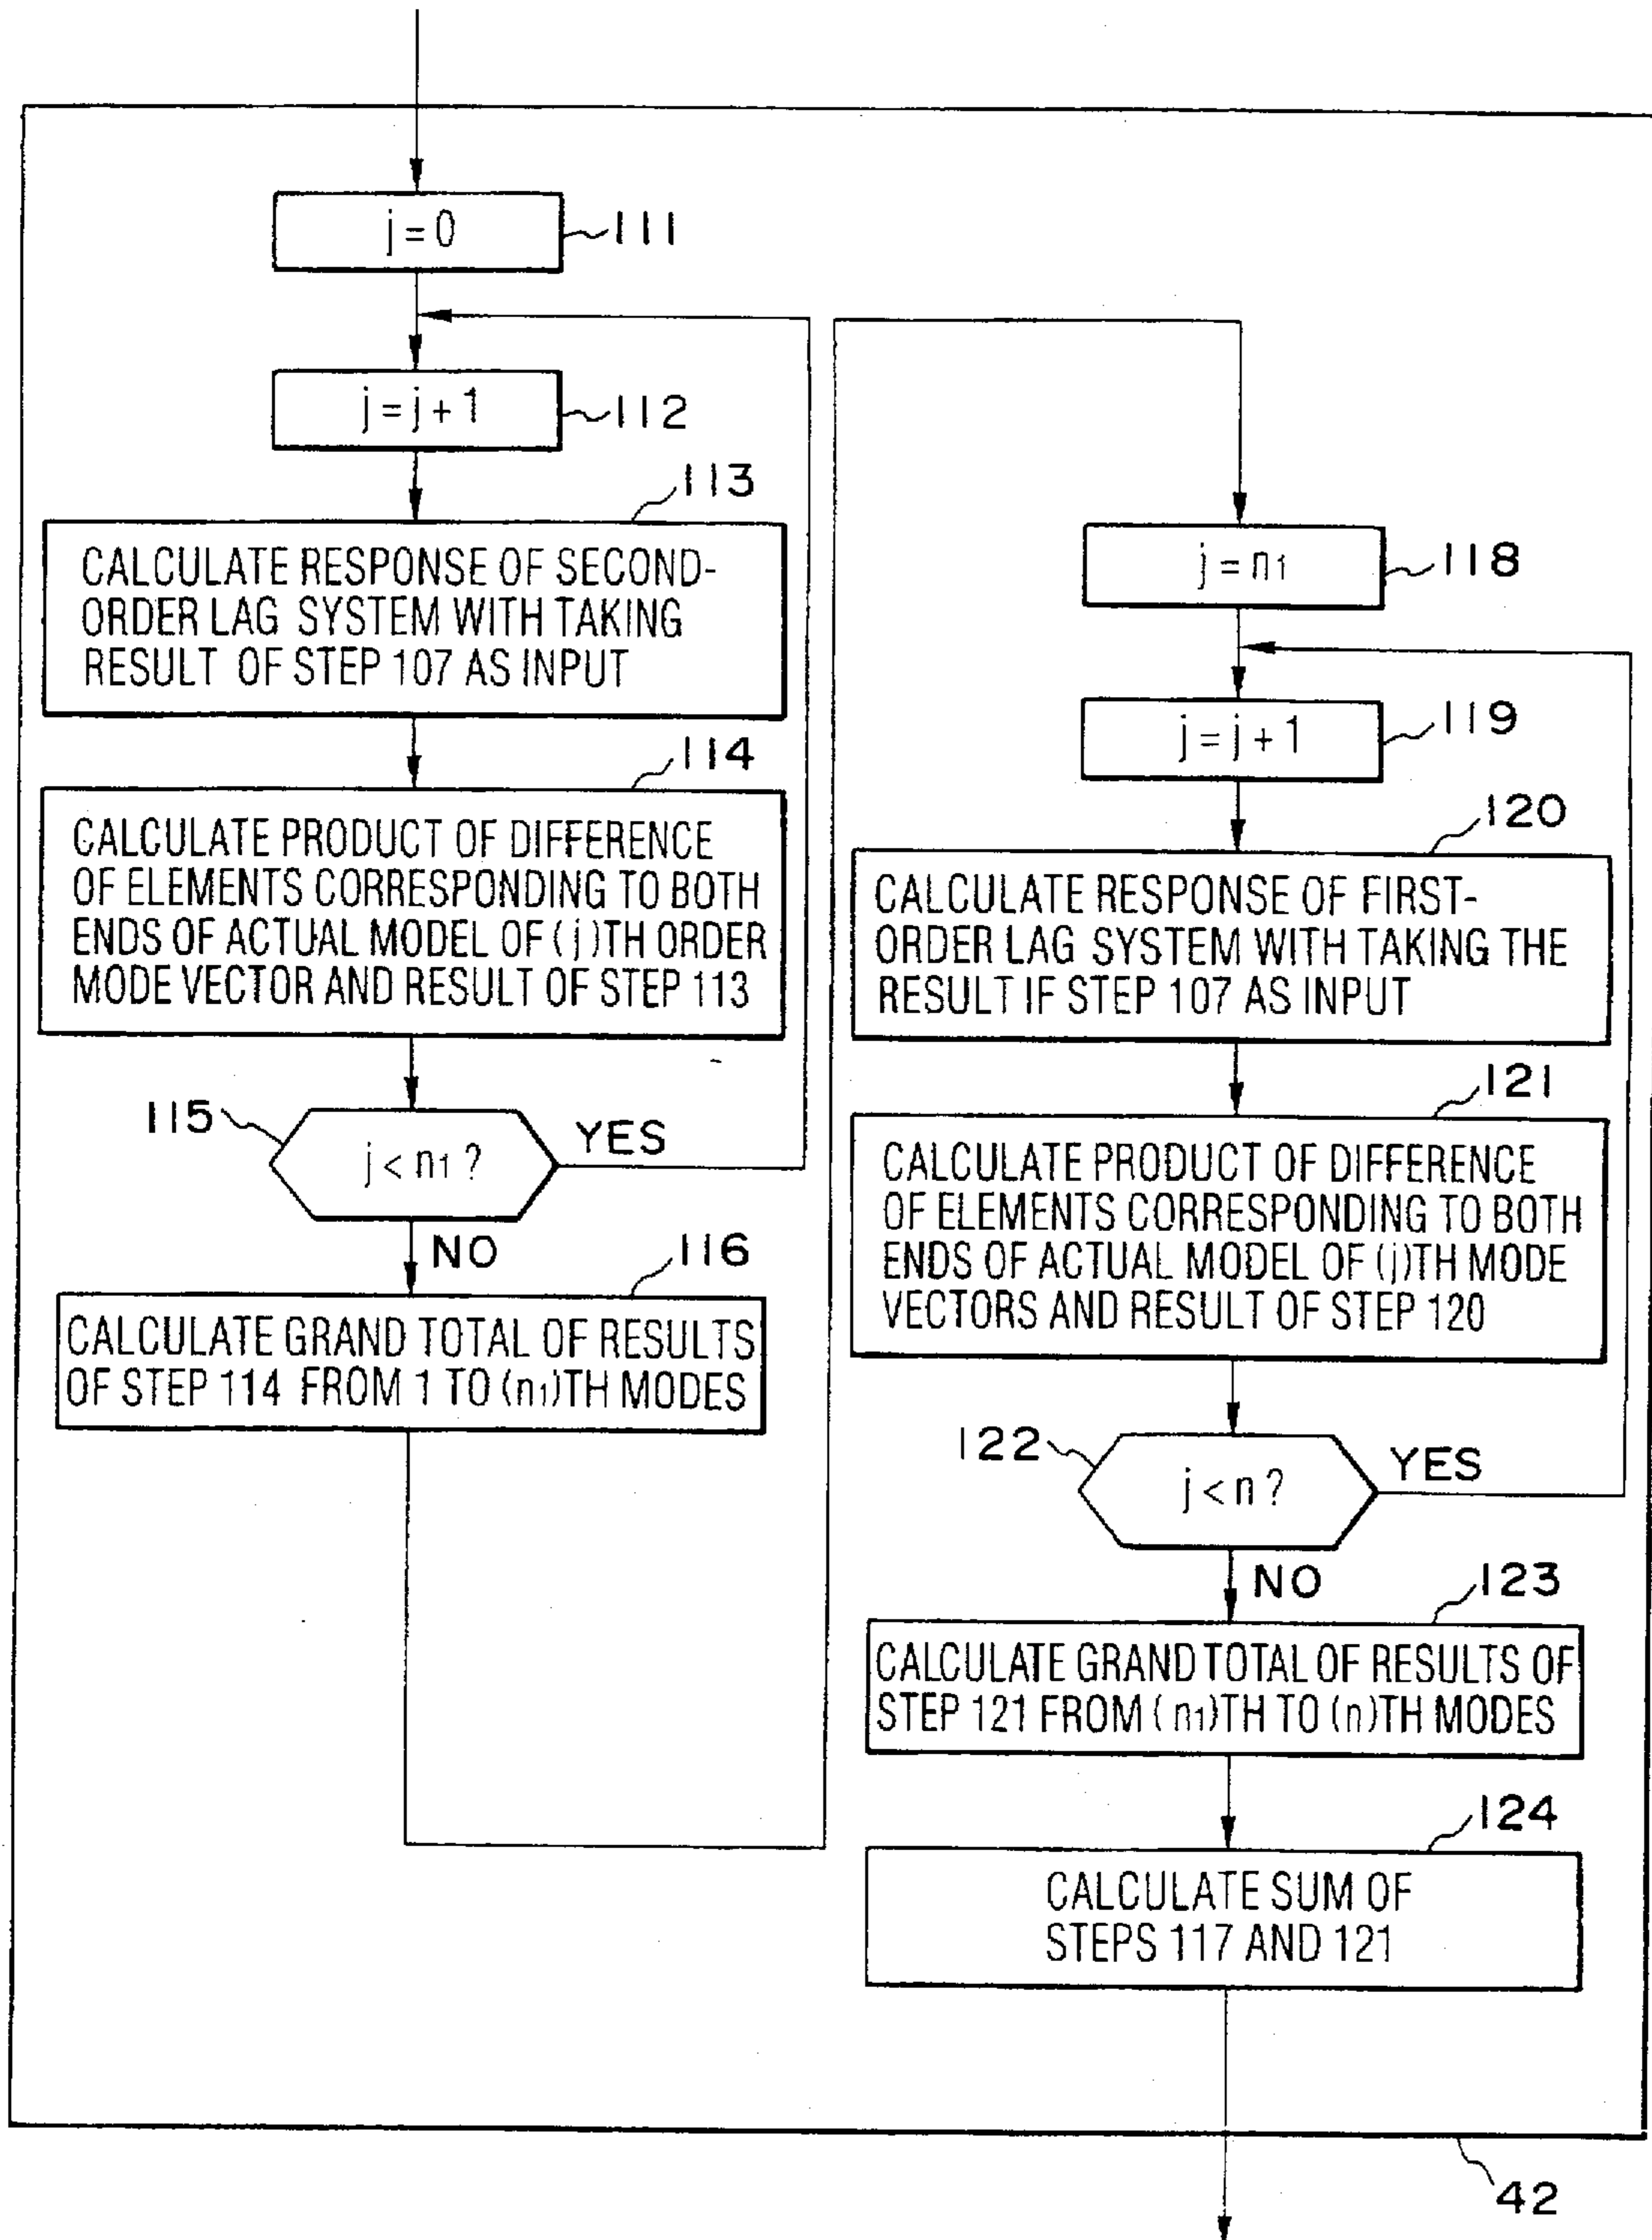 j = 0
111
j = j + 1
112
113
CALCULATE RESPONSE OF SECOND-
ORDER LAG SYSTEM WITH TAKING
RESULT OF STEP 107 AS INPUT
114
CALCULATE PRODUCT OF DIFFERENCE
OF ELEMENTS CORRESPONDING TO BOTH
ENDS OF ACTUAL MODEL OF (j)TH ORDER
MODE VECTOR AND RESULT OF STEP 113
115
j < n1 ?
YES
NO
116
CALCULATE GRAND TOTAL OF RESULTS
OF STEP 114 FROM 1 TO (n1)TH MODES
j = n1
118
j = j + 1
119
120
CALCULATE RESPONSE OF FIRST-
ORDER LAG SYSTEM WITH TAKING THE
RESULT IF STEP 107 AS INPUT
121
CALCULATE PRODUCT OF DIFFERENCE
OF ELEMENTS CORRESPONDING TO BOTH
ENDS OF ACTUAL MODEL OF (j)TH MODE
VECTORS AND RESULT OF STEP 120
122
j < n ?
YES
NO
123
CALCULATE GRAND TOTAL OF RESULTS OF
STEP 121 FROM (n1)TH TO (n)TH MODES
124
CALCULATE SUM OF
STEPS 117 AND 121
42